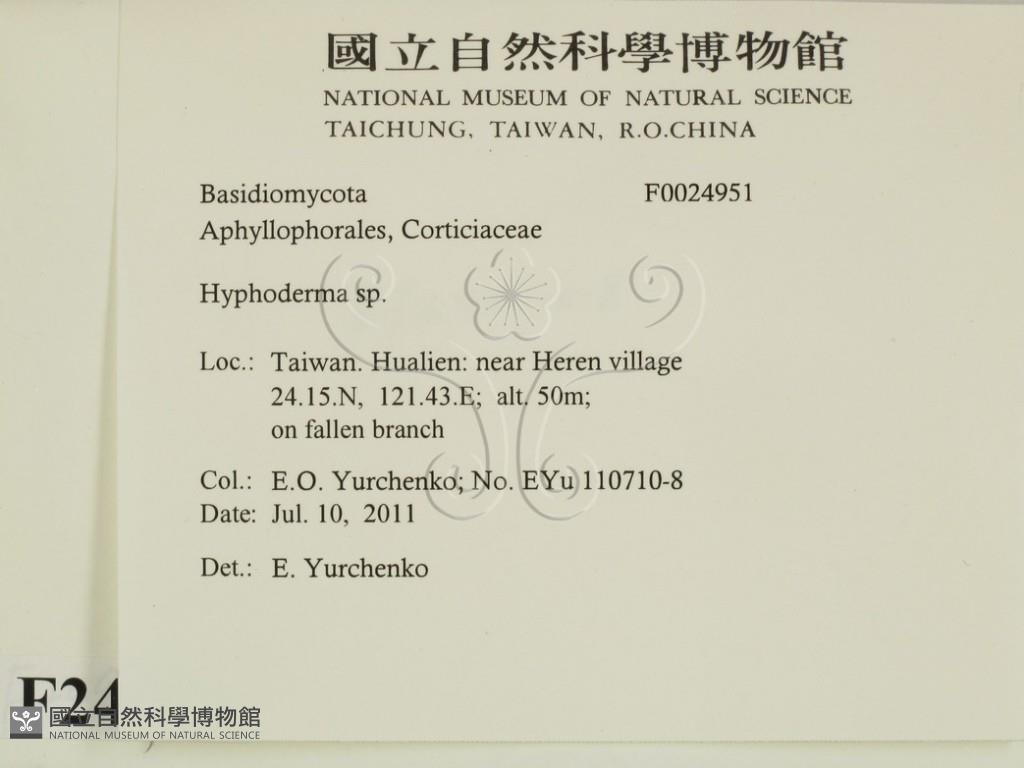 國立自然科學博物館
NATIONAL MUSEUM OF NATURAL SCIENCE
TAICHUNG, TAIWAN, R.O.CHINA
Basidiomycota F0024951
Aphyllophorales, Corticiaceae
Hyphoderma sp.
Loc.: Taiwan. Hualien: near Heren village
24.15.N, 121.43.E; alt. 50m;
on fallen branch
Col.: E.O. Yurchenko; No. EYu 110710-8
Date: Jul. 10, 2011
Det.: E. Yurchenko
F24
國立自然科學博物館
NATIONAL MUSEUM OF NATURAL SCIENCE